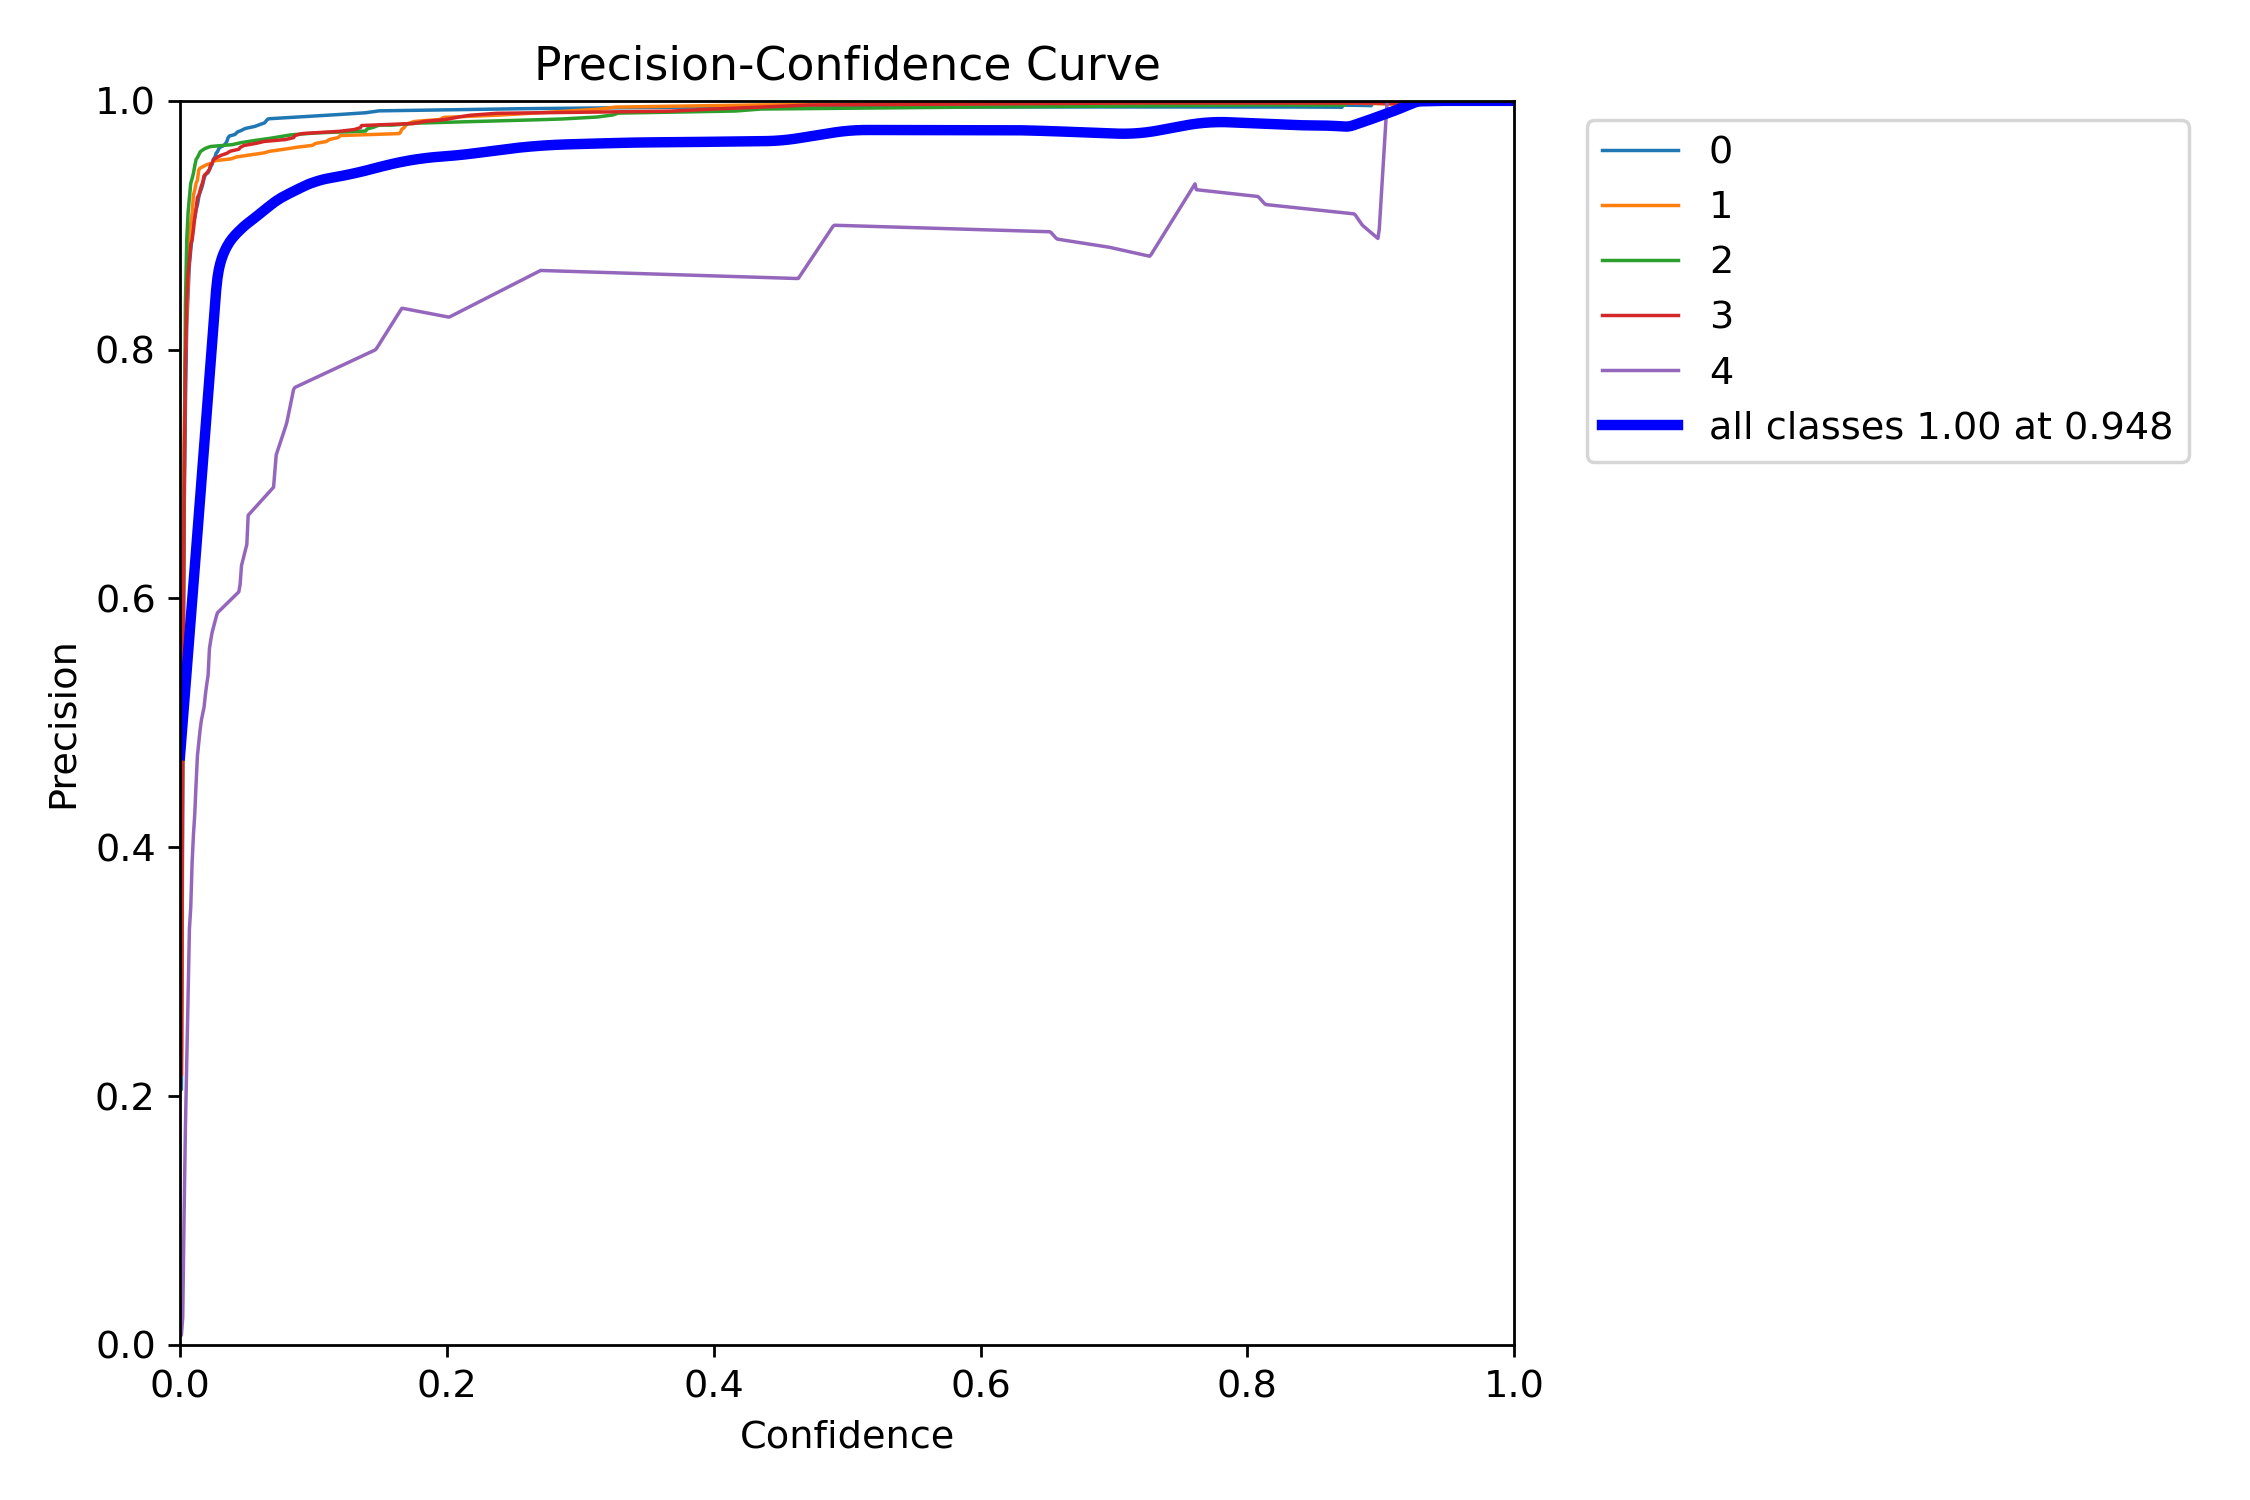 Precision-Confidence Curve
1.0
0.8
0.6
0.4
0.2
0.0
Precision
0.0 0.2 0.4 0.6 0.8 1.0
Confidence
0
1
2
3
4
all classes 1.00 at 0.948